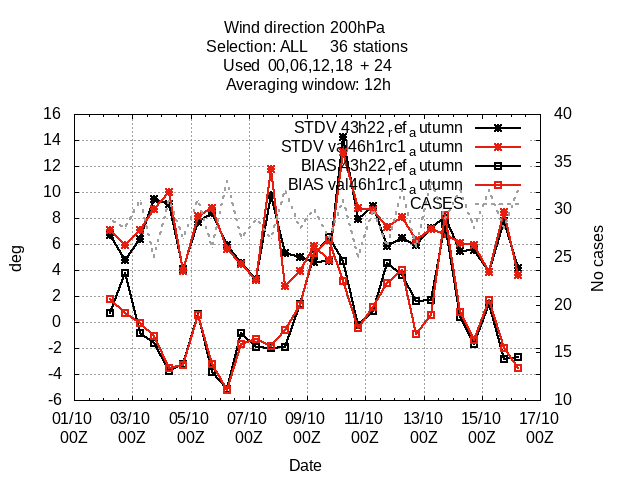 Wind direction 200hPa
Selection: ALL 36 stations
Used 00,06,12,18 + 24
Averaging window: 12h
16 40
STDV 43h22_ref_autumn
14
STDV val46h1rc1_autumn
35
12
BIAS 43h22_ref_autumn
BIAS val46h1rc1_autumn
10
CASES
30
8
6
25
4
deg
No cases
2
20
0
-2
15
-4
-6 10
01/10 03/10 05/10 07/10 09/10 11/10 13/10 15/10 17/10
00Z 00Z 00Z 00Z 00Z 00Z 00Z 00Z 00Z
Date